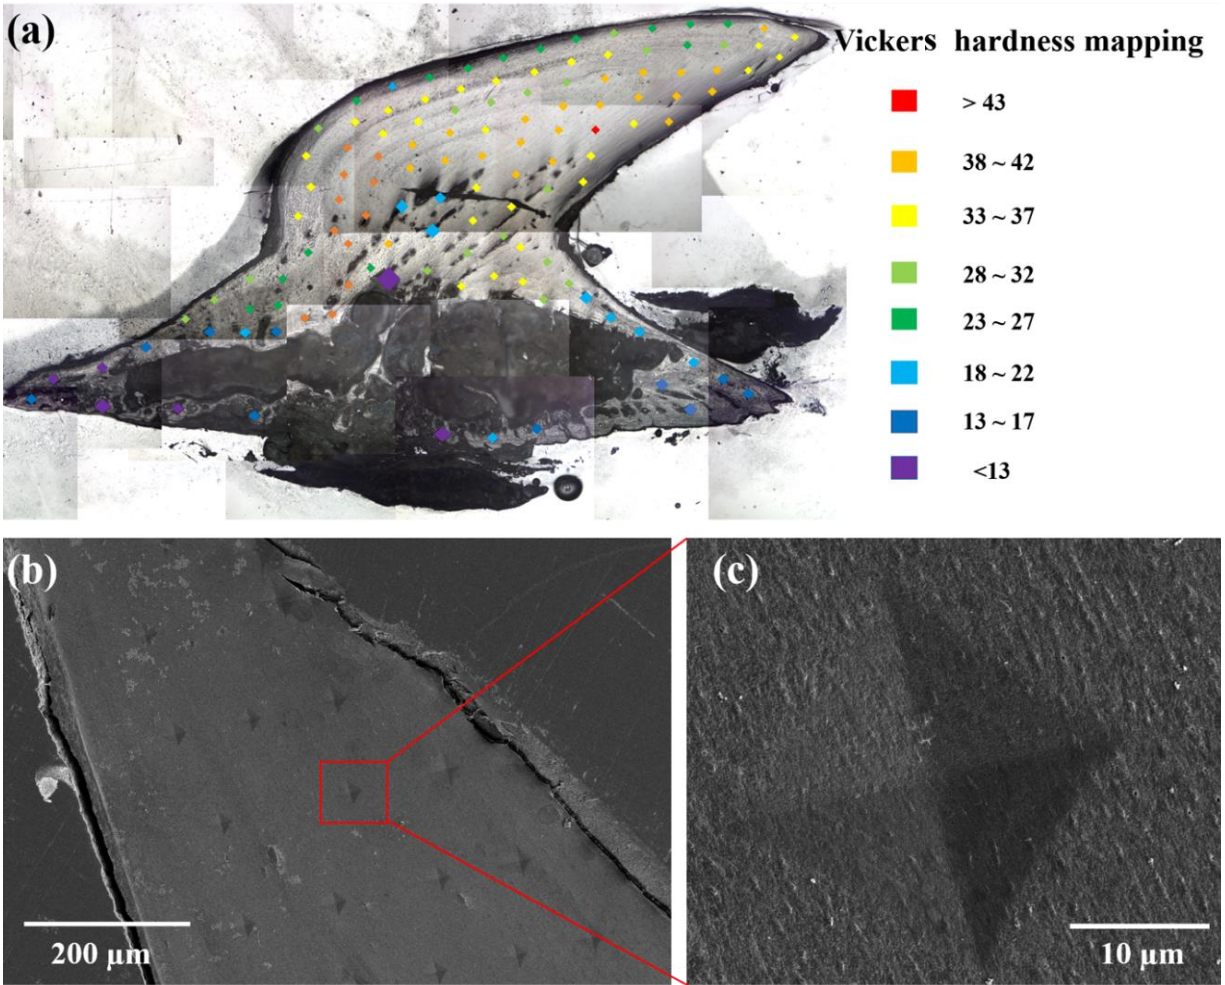 (a)
Vickers hardness mapping
> 43
38 ~ 42
33 ~ 37
28 ~ 32
23 ~ 27
18 ~ 22
13 ~ 17
<13
(b)
200 μm
(c)
10 μm